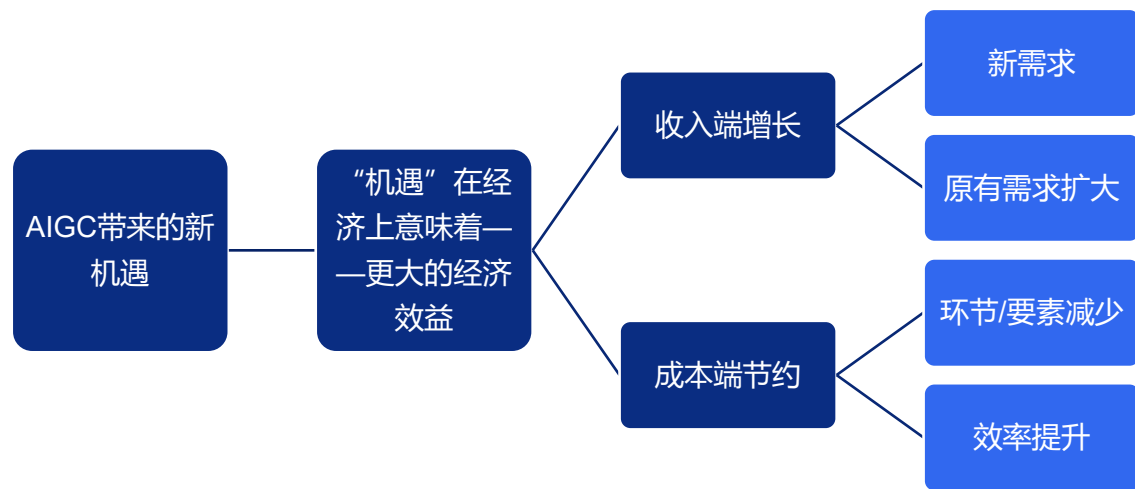 AIGC带来的新
机遇
“机遇”在经
济上意味着—
—更大的经济
效益
收入端增长
成本端节约
新需求
原有需求扩大
环节/要素减少
效率提升